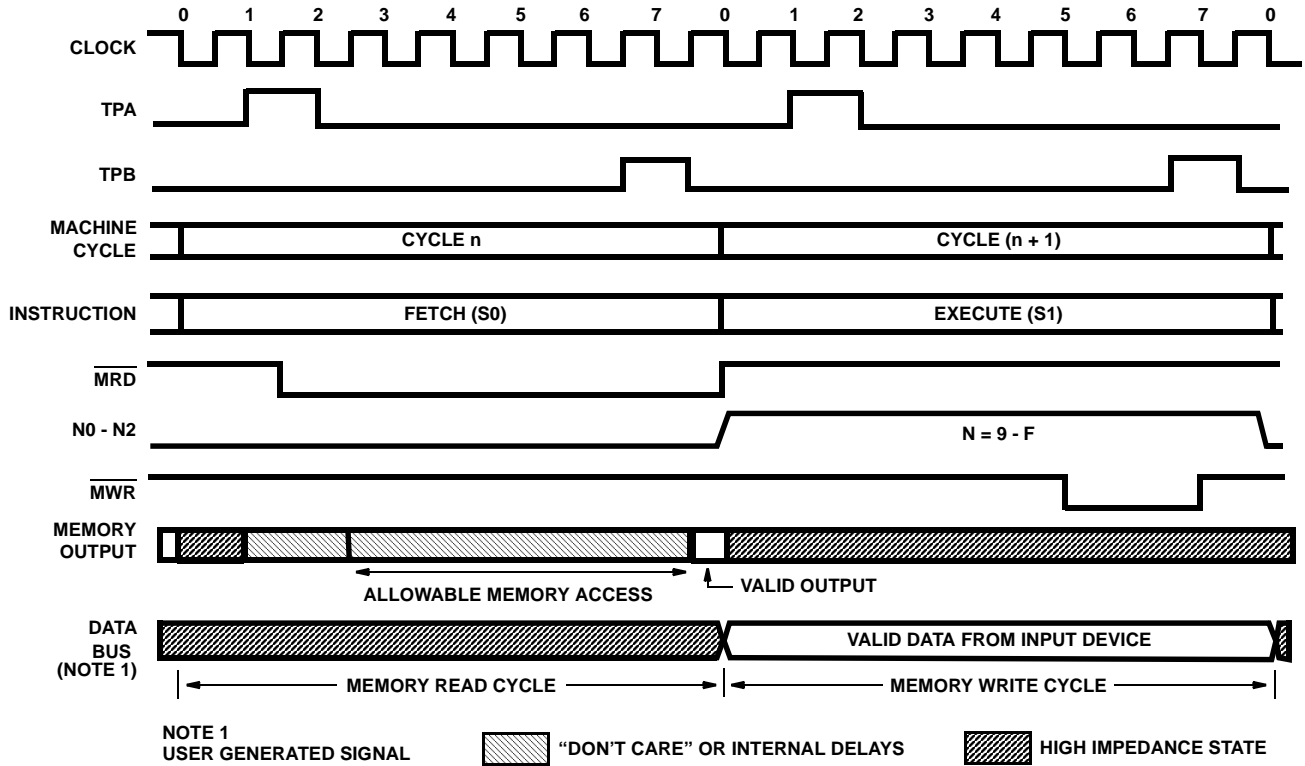 0 1 2 3 4 5 6 7 0 1 2 3 4 5 6 7 0
CLOCK
TPA
TPB
MACHINE
CYCLE
CYCLE n
CYCLE (n + 1)
INSTRUCTION
FETCH (S0)
EXECUTE (S1)
MRD
N0 - N2
N = 9 - F
MWR
MEMORY
OUTPUT
ALLOWABLE MEMORY ACCESS
VALID OUTPUT
DATA
BUS
(NOTE 1)
VALID DATA FROM INPUT DEVICE
MEMORY READ CYCLE
MEMORY WRITE CYCLE
NOTE 1
USER GENERATED SIGNAL
“DON'T CARE” OR INTERNAL DELAYS
HIGH IMPEDANCE STATE